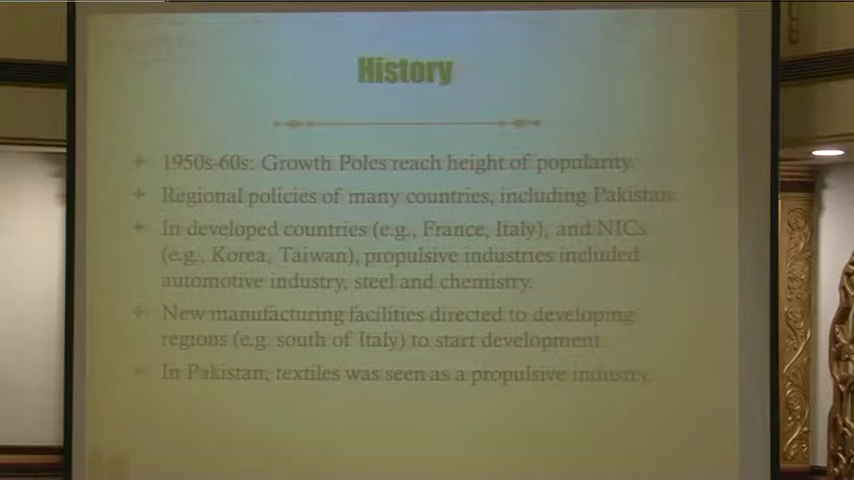 History
1950s-60s: Growth Poles reach height of popularity.
Regional policies of many countries, including Pakistan.
In developed countries (e.g., France, Italy), and NICs
(e.g., Korea, Taiwan), propulsive industries included
automotive industry, steel and chemistry.
New manufacturing facilities directed to developing
regions (e.g. south of Italy) to start development.
In Pakistan, textiles was seen as a propulsive industry.